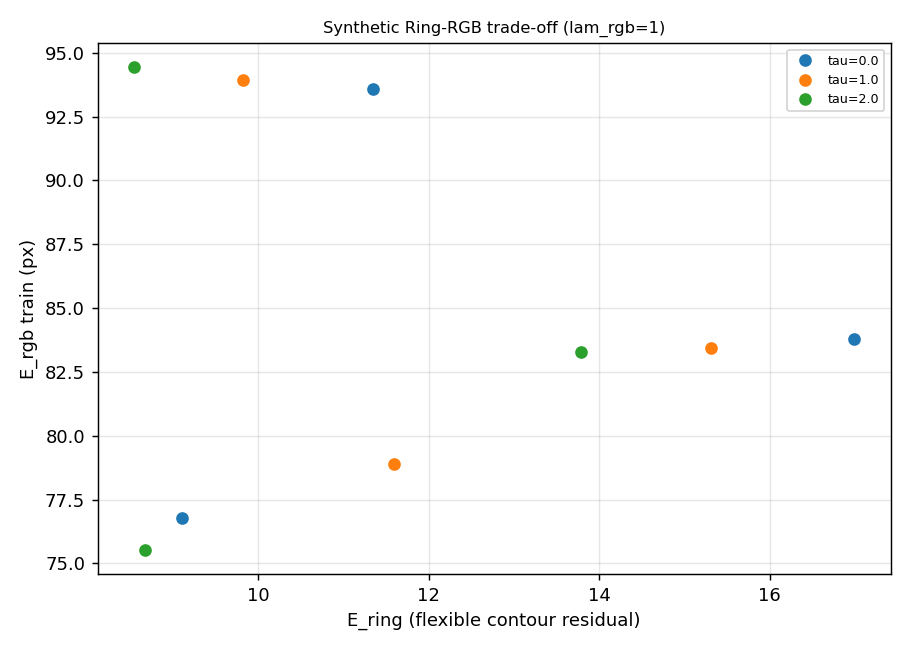 Synthetic Ring-RGB trade-off (lam_rgb=1)
tau=0.0
tau=1.0
tau=2.0
E_rgb train (px)
95.0
92.5
90.0
87.5
85.0
82.5
80.0
77.5
75.0
10 12 14 16
E_ring (flexible contour residual)